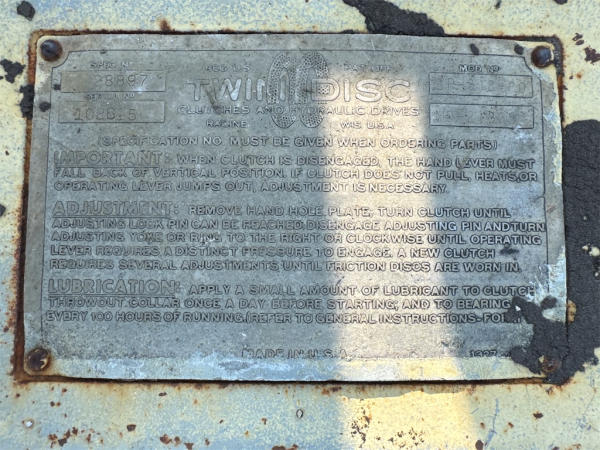 SPEC. NO. REG. U.S. PAT. OFF. MOD. NO.
TWIN DISC
CLUTCHES AND HYDRAULIC DRIVES
RACINE WIS. U.S.A.
(SPECIFICATION NO. MUST BE GIVEN WHEN ORDERING PARTS)
IMPORTANT: WHEN CLUTCH IS DISENGAGED, THE HAND LEVER MUST
FALL BACK OF VERTICAL POSITION. IF CLUTCH DOES NOT PULL, HEATS, OR
OPERATING LEVER JUMPS OUT, ADJUSTMENT IS NECESSARY.
ADJUSTMENT: REMOVE HAND HOLE PLATE, TURN CLUTCH UNTIL
ADJUSTING LOCK PIN CAN BE REACHED. DISENGAGE ADJUSTING PIN AND TURN
ADJUSTING YOKE OR RING TO THE RIGHT OR CLOCKWISE UNTIL OPERATING
LEVER REQUIRES A DISTINCT PRESSURE TO ENGAGE. A NEW CLUTCH
REQUIRES SEVERAL ADJUSTMENTS UNTIL FRICTION DISCS ARE WORN IN.
LUBRICATION: APPLY A SMALL AMOUNT OF LUBRICANT TO CLUTCH
THROWOUT COLLAR ONCE A DAY BEFORE STARTING, AND TO BEARING
EVERY 100 HOURS OF RUNNING. (REFER TO GENERAL INSTRUCTIONS-FOR
MADE IN U.S.A. 1327